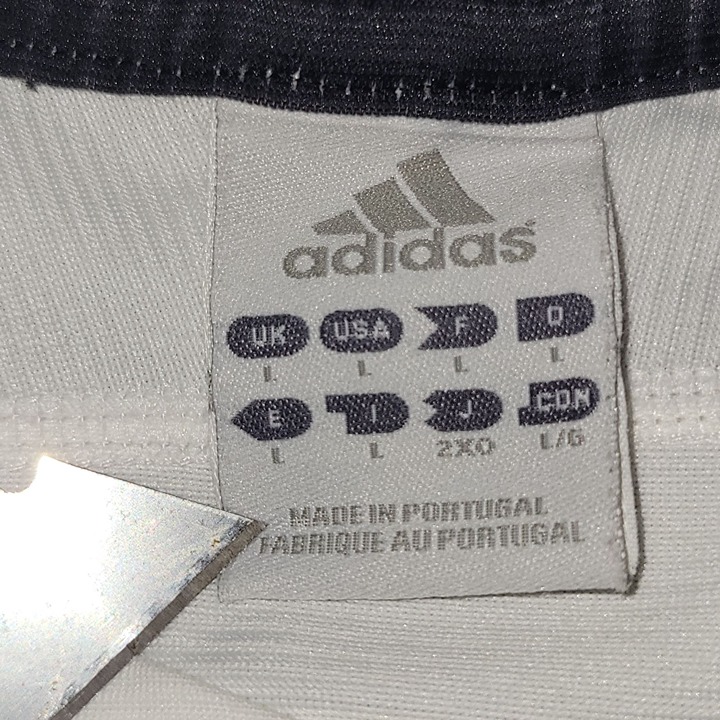 adidas
UK USA F D
L L L L
E I J CDN
L L 2XO L/G
MADE IN PORTUGAL
FABRIQUE AU PORTUGAL